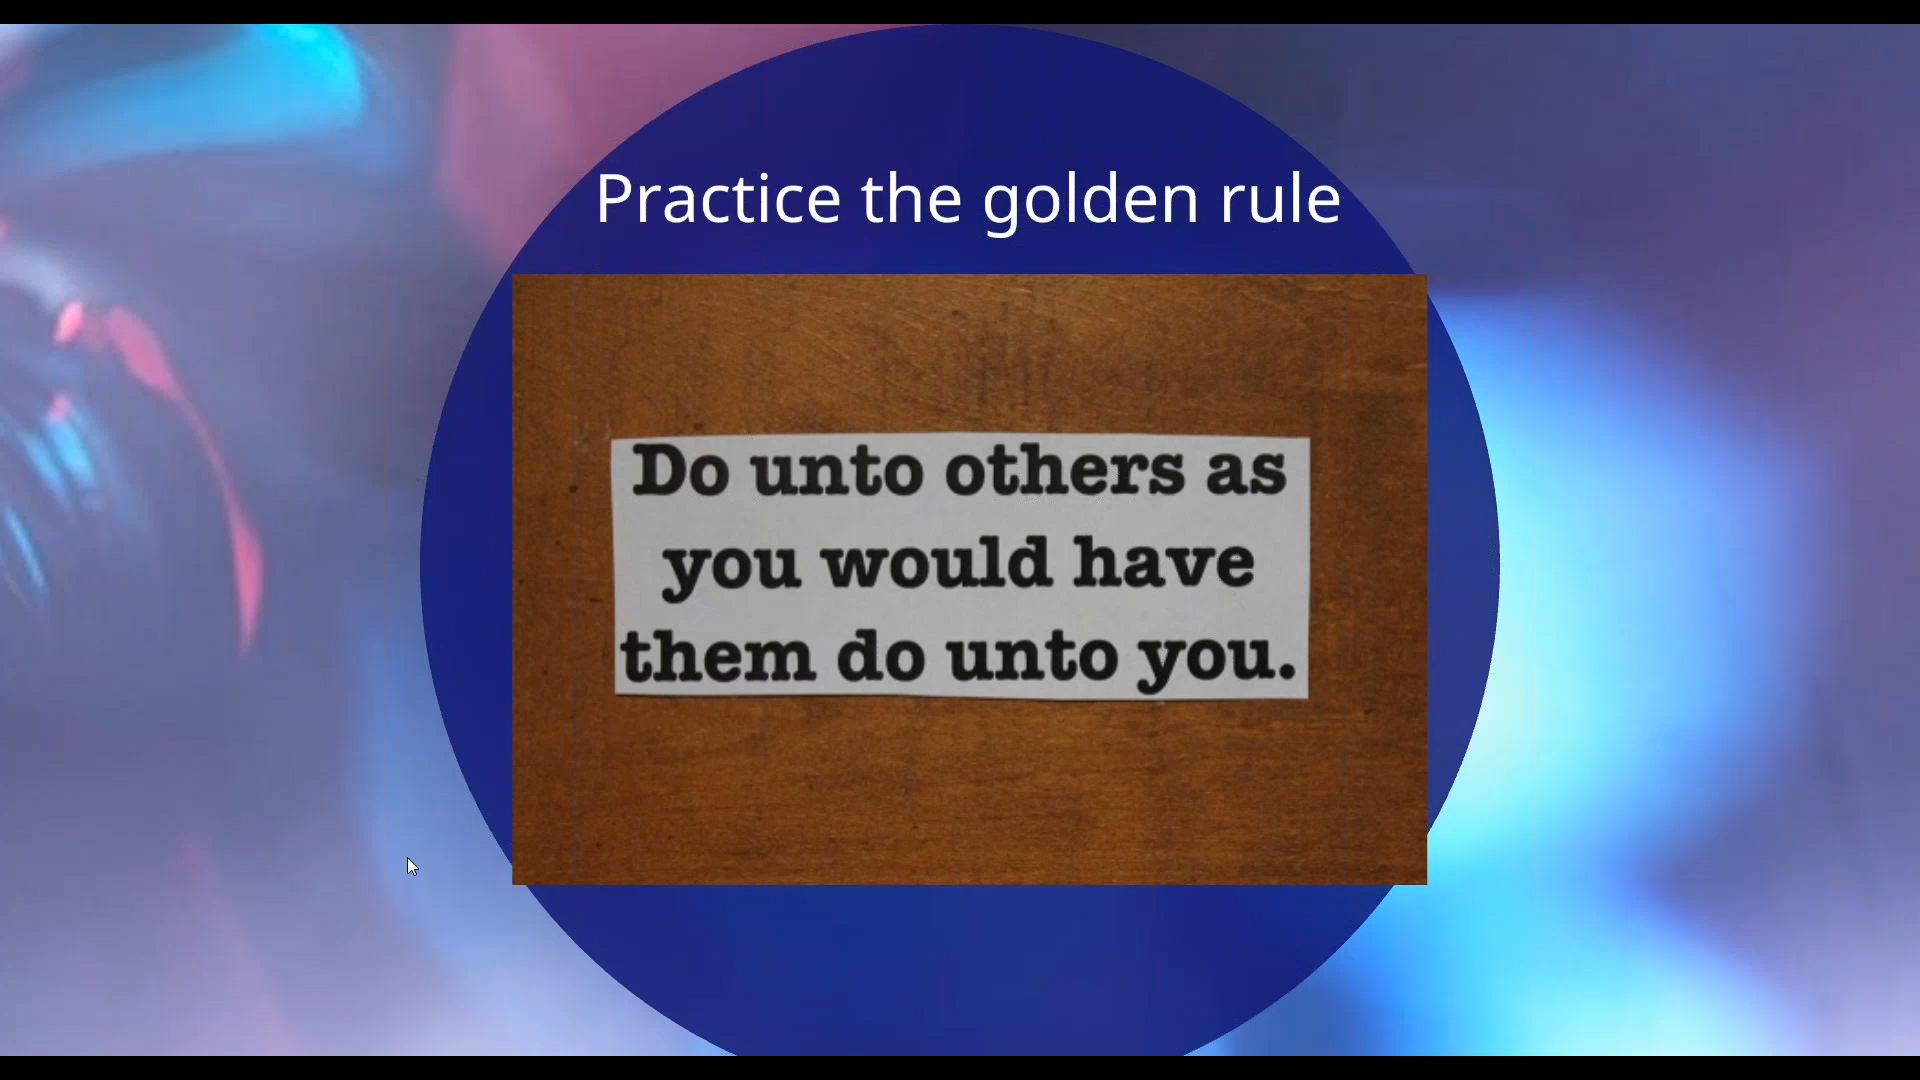 Practice the golden rule
Do unto others as
you would have
them do unto you.